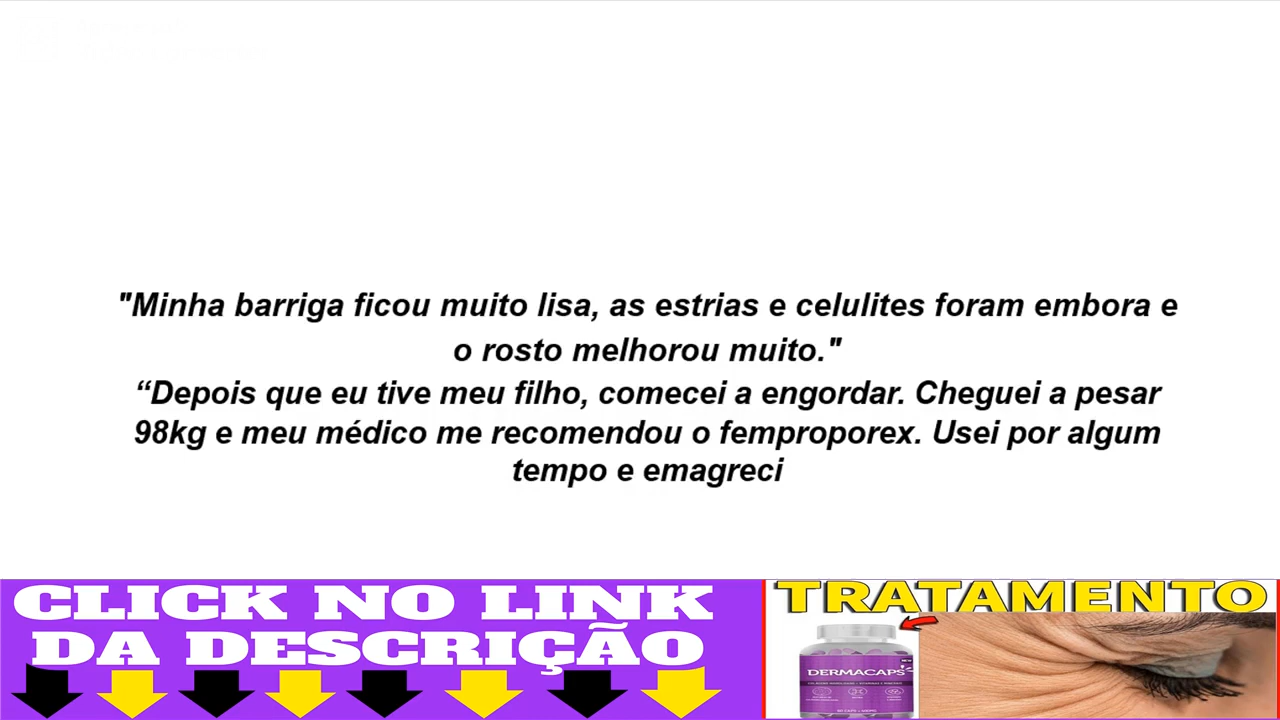 "Minha barriga ficou muito lisa, as estrias e celulites foram embora e
o rosto melhorou muito."
“Depois que eu tive meu filho, comecei a engordar. Cheguei a pesar
98kg e meu médico me recomendou o femproporex. Usei por algum
tempo e emagreci
CLICK NO LINK
DA DESCRIÇÃO
TRATAMENTO
DERMACAPS